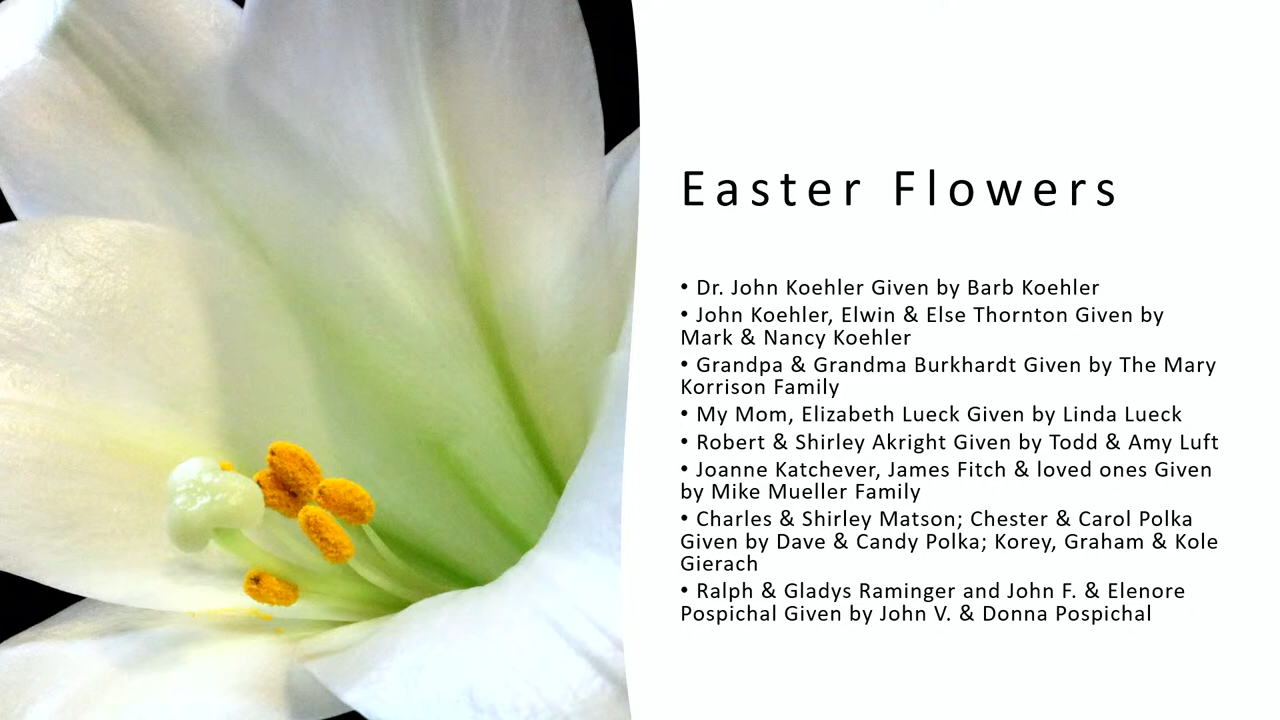 Easter Flowers
• Dr. John Koehler Given by Barb Koehler
• John Koehler, Elwin & Else Thornton Given by
Mark & Nancy Koehler
• Grandpa & Grandma Burkhardt Given by The Mary
Korrison Family
• My Mom, Elizabeth Lueck Given by Linda Lueck
• Robert & Shirley Akright Given by Todd & Amy Luft
• Joanne Katchever, James Fitch & loved ones Given
by Mike Mueller Family
• Charles & Shirley Matson; Chester & Carol Polka
Given by Dave & Candy Polka; Korey, Graham & Kole
Gierach
• Ralph & Gladys Raminger and John F. & Elenore
Pospichal Given by John V. & Donna Pospichal